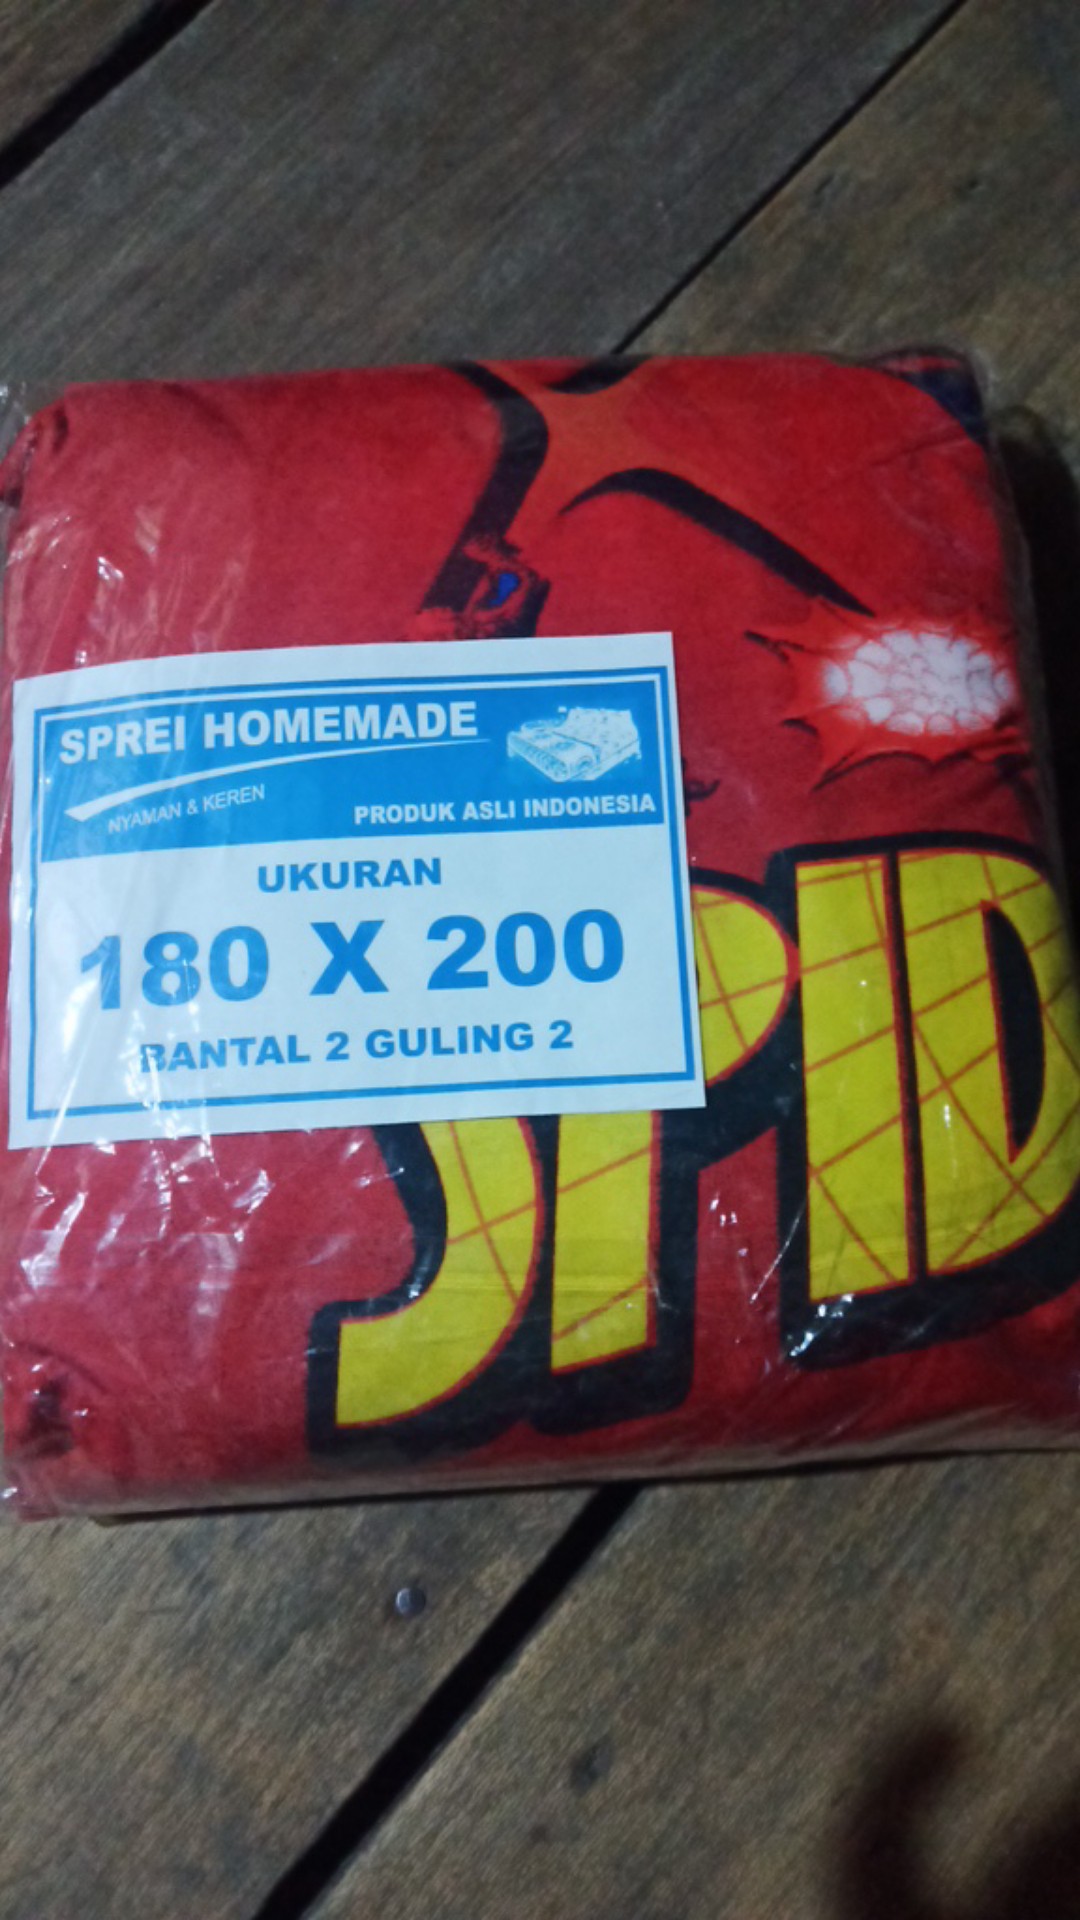 SPREI HOMEMADE
NYAMAN & KEREN
PRODUK ASLI INDONESIA
UKURAN
180 X 200
BANTAL 2 GULING 2
SPID